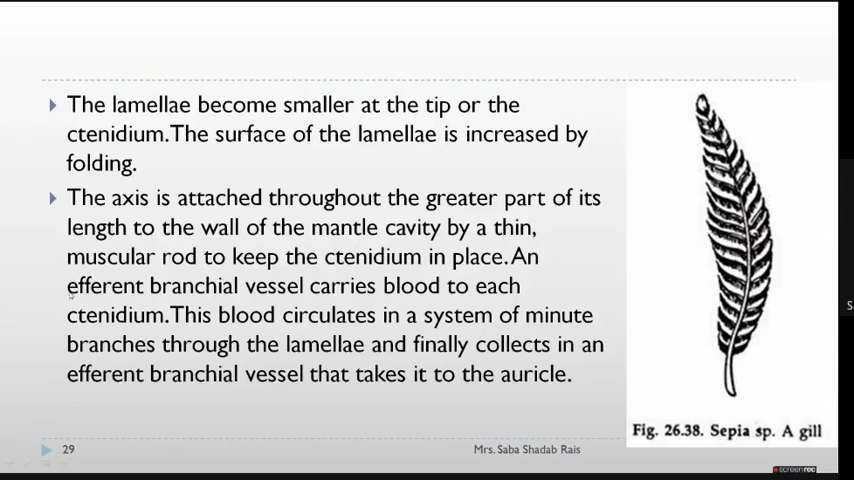 The lamellae become smaller at the tip or the
ctenidium.The surface of the lamellae is increased by
folding.
The axis is attached throughout the greater part of its
length to the wall of the mantle cavity by a thin,
muscular rod to keep the ctenidium in place.An
efferent branchial vessel carries blood to each
ctenidium.This blood circulates in a system of minute
branches through the lamellae and finally collects in an
efferent branchial vessel that takes it to the auricle.
Fig. 26.38. Sepia sp. A gill
29
Mrs. Saba Shadab Rais
screenrec
S